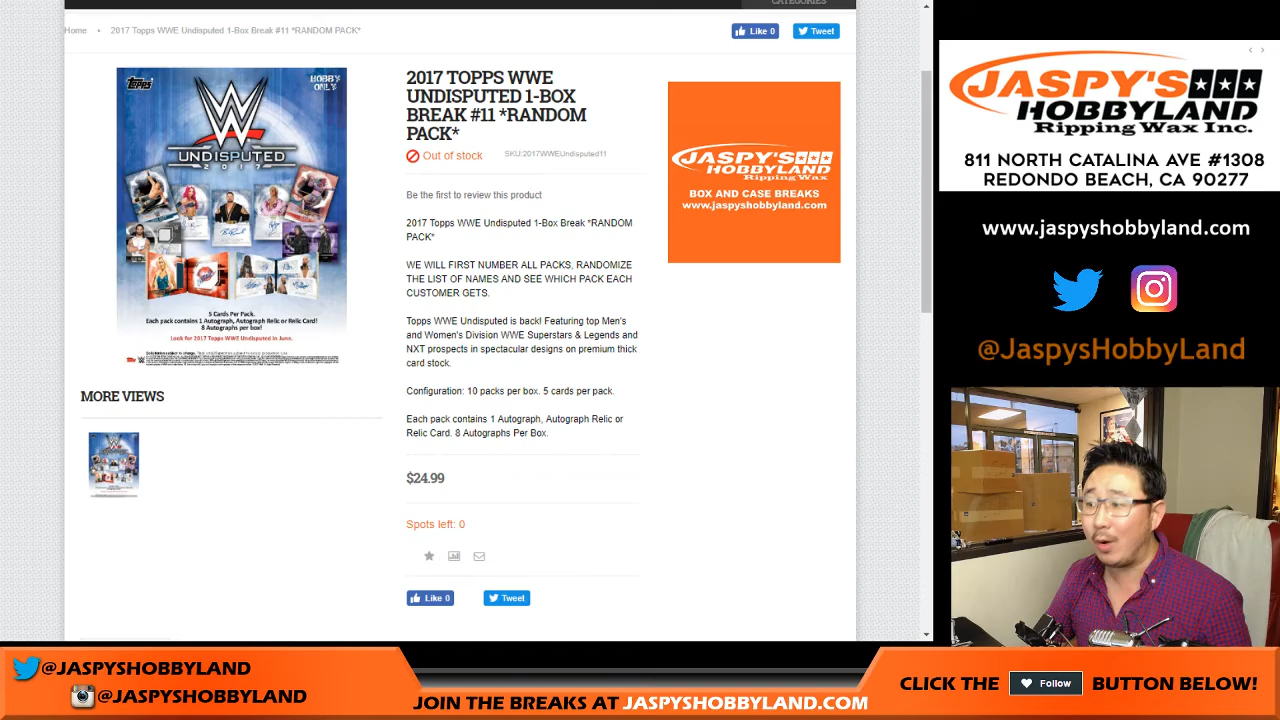 CATEGORIES
Home • 2017 Topps WWE Undisputed 1-Box Break #11 *RANDOM PACK*
Like 0
Tweet
TOPPS
HOBBY
ONLY
W
UNDISPUTED
2017
5 Cards Per Pack.
Each pack contains 1 Autograph, Autograph Relic or Relic Card!
8 Autographs per box!
Look for 2017 Topps WWE Undisputed in June.
MORE VIEWS
2017 TOPPS WWE
UNDISPUTED 1-BOX
BREAK #11 *RANDOM
PACK*
Out of stock
SKU:2017WWEUndisputed11
Be the first to review this product
2017 Topps WWE Undisputed 1-Box Break *RANDOM
PACK*
WE WILL FIRST NUMBER ALL PACKS, RANDOMIZE
THE LIST OF NAMES AND SEE WHICH PACK EACH
CUSTOMER GETS.
Topps WWE Undisputed is back! Featuring top Men's
and Women's Division WWE Superstars & Legends and
NXT prospects in spectacular designs on premium thick
card stock.
Configuration: 10 packs per box. 5 cards per pack.
Each pack contains 1 Autograph, Autograph Relic or
Relic Card. 8 Autographs Per Box.
$24.99
Spots left: 0
Like 0
Tweet
JASPY'S
HOBBYLAND
Ripping Wax
BOX AND CASE BREAKS
www.jaspyshobbyland.com
JASPY'S
HOBBYLAND
Ripping Wax Inc.
811 NORTH CATALINA AVE #1308
REDONDO BEACH, CA 90277
www.jaspyshobbyland.com
@JaspysHobbyLand
@JASPYSHOBBYLAND
@JASPYSHOBBYLAND
JOIN THE BREAKS AT JASPYSHOBBYLAND.COM
CLICK THE Follow BUTTON BELOW!